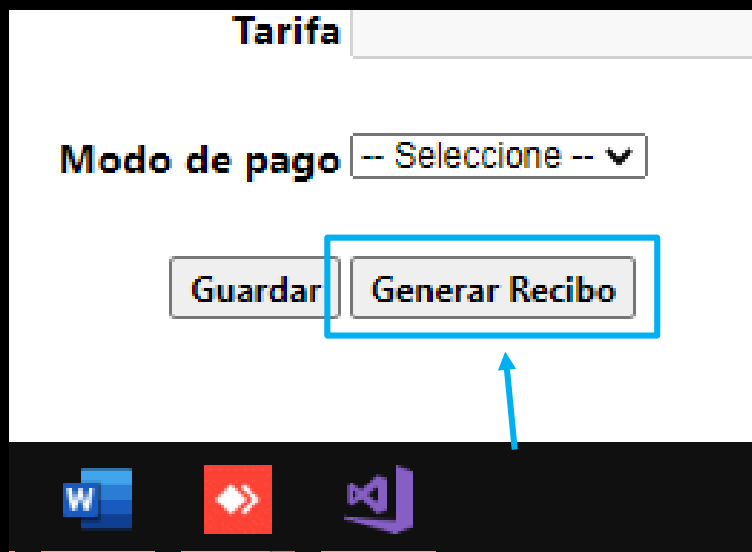 Tarifa
Modo de pago -- Seleccione --
Guardar Generar Recibo
W